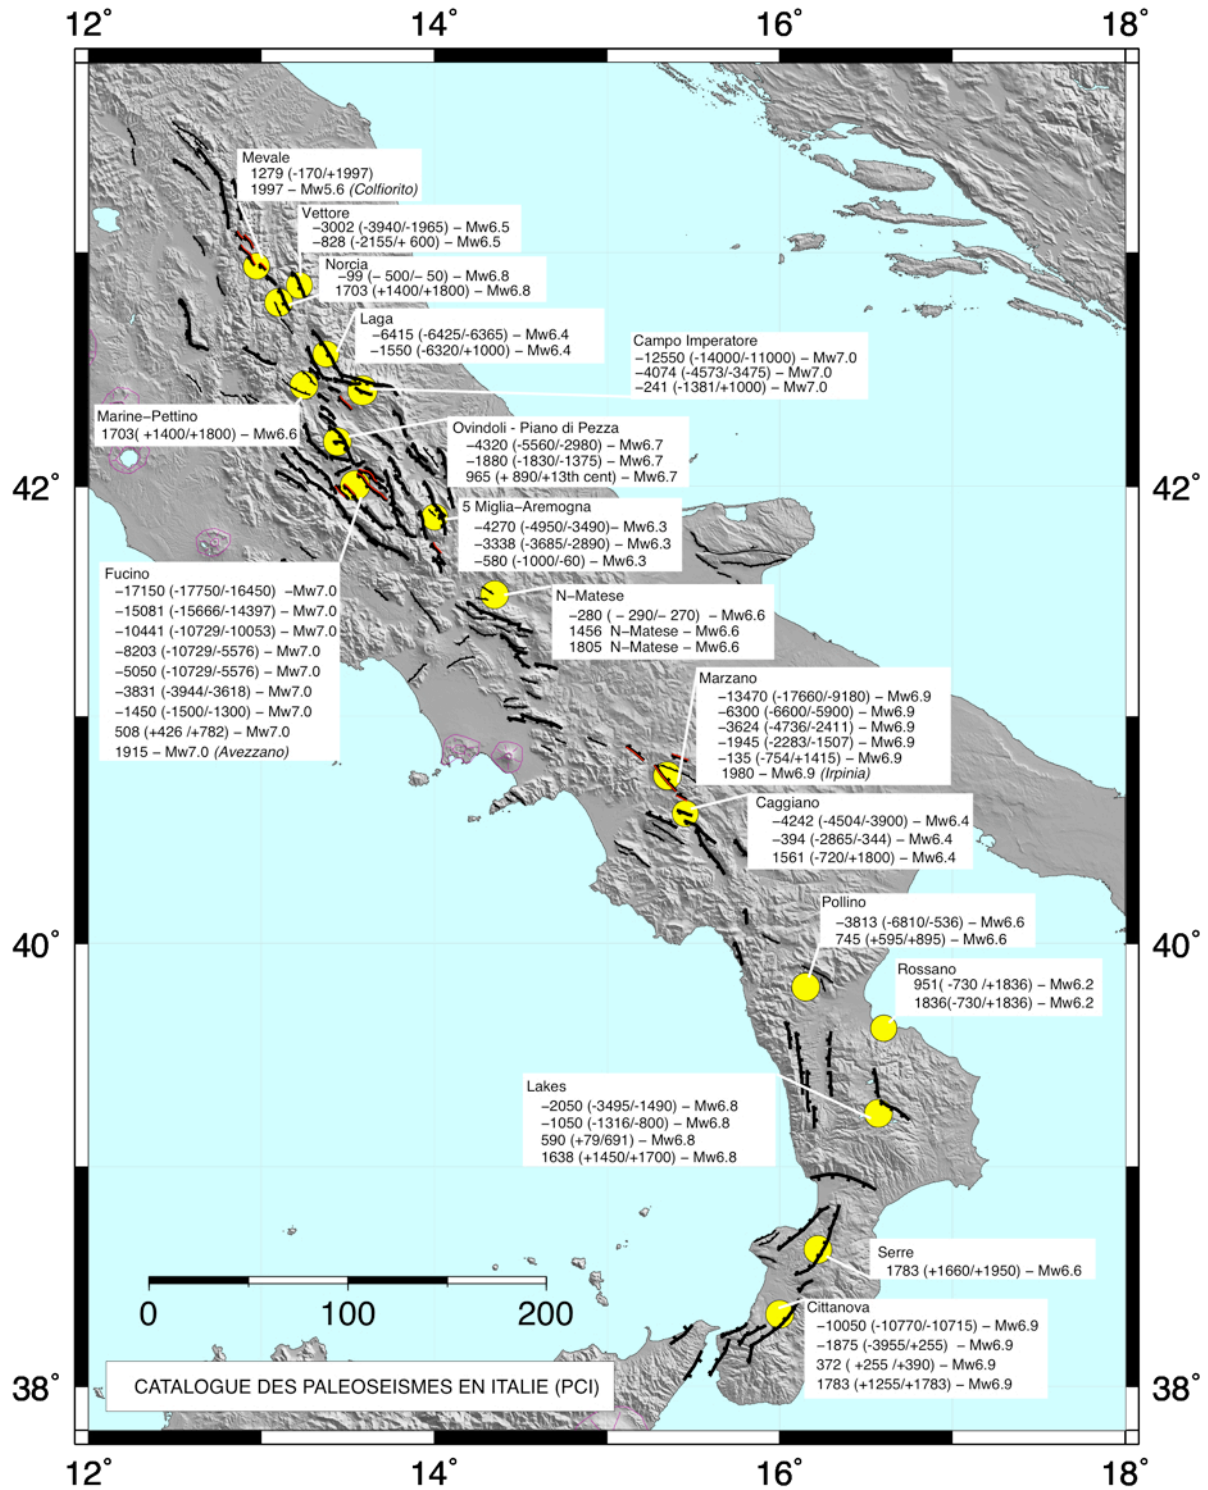 12° 14° 16° 18°
Mevale
1279 (-170/+1997)
1997 – Mw5.6 (Colfiorito)
Vettore
−3002 (-3940/-1965) – Mw6.5
−828 (-2155/+ 600) – Mw6.5
Norcia
−99 (− 500/− 50) – Mw6.8
1703 (+1400/+1800) – Mw6.8
Laga
−6415 (-6425/-6365) – Mw6.4
−1550 (-6320/+1000) – Mw6.4
Campo Imperatore
−12550 (-14000/-11000) – Mw7.0
−4074 (-4573/-3475) – Mw7.0
−241 (-1381/+1000) – Mw7.0
Marine−Pettino
1703( +1400/+1800) – Mw6.6
Ovindoli - Piano di Pezza
−4320 (-5560/-2980) – Mw6.7
−1880 (-1830/-1375) – Mw6.7
965 (+ 890/+13th cent) – Mw6.7
42° 42°
5 Miglia−Aremogna
−4270 (-4950/-3490)– Mw6.3
−3338 (-3685/-2890) – Mw6.3
−580 (-1000/-60) – Mw6.3
Fucino
−17150 (-17750/-16450) –Mw7.0
−15081 (-15666/-14397) – Mw7.0
−10441 (-10729/-10053) – Mw7.0
−8203 (-10729/-5576) – Mw7.0
−5050 (-10729/-5576) – Mw7.0
−3831 (-3944/-3618) – Mw7.0
−1450 (-1500/-1300) – Mw7.0
508 (+426 /+782) – Mw7.0
1915 – Mw7.0 (Avezzano)
N−Matese
−280 (− 290/− 270) – Mw6.6
1456 N−Matese – Mw6.6
1805 N−Matese – Mw6.6
Marzano
−13470 (-17660/-9180) – Mw6.9
−6300 (-6600/-5900) – Mw6.9
−3624 (-4736/-2411) – Mw6.9
−1945 (-2283/-1507) – Mw6.9
−135 (-754/+1415) – Mw6.9
1980 – Mw6.9 (Irpinia)
Caggiano
−4242 (-4504/-3900) – Mw6.4
−394 (-2865/-344) – Mw6.4
1561 (-720/+1800) – Mw6.4
Pollino
−3813 (-6810/-536) – Mw6.6
745 (+595/+895) – Mw6.6
40° 40°
Rossano
951( -730 /+1836) – Mw6.2
1836(-730/+1836) – Mw6.2
Lakes
−2050 (-3495/-1490) – Mw6.8
−1050 (-1316/-800) – Mw6.8
590 (+79/691) – Mw6.8
1638 (+1450/+1700) – Mw6.8
Serre
1783 (+1660/+1950) – Mw6.6
0 100 200
Cittanova
−10050 (-10770/-10715) – Mw6.9
−1875 (-3955/+255) – Mw6.9
372 ( +255 /+390) – Mw6.9
1783 (+1255/+1783) – Mw6.9
CATALOGUE DES PALEOSEISMES EN ITALIE (PCI)
38° 38°
12° 14° 16° 18°